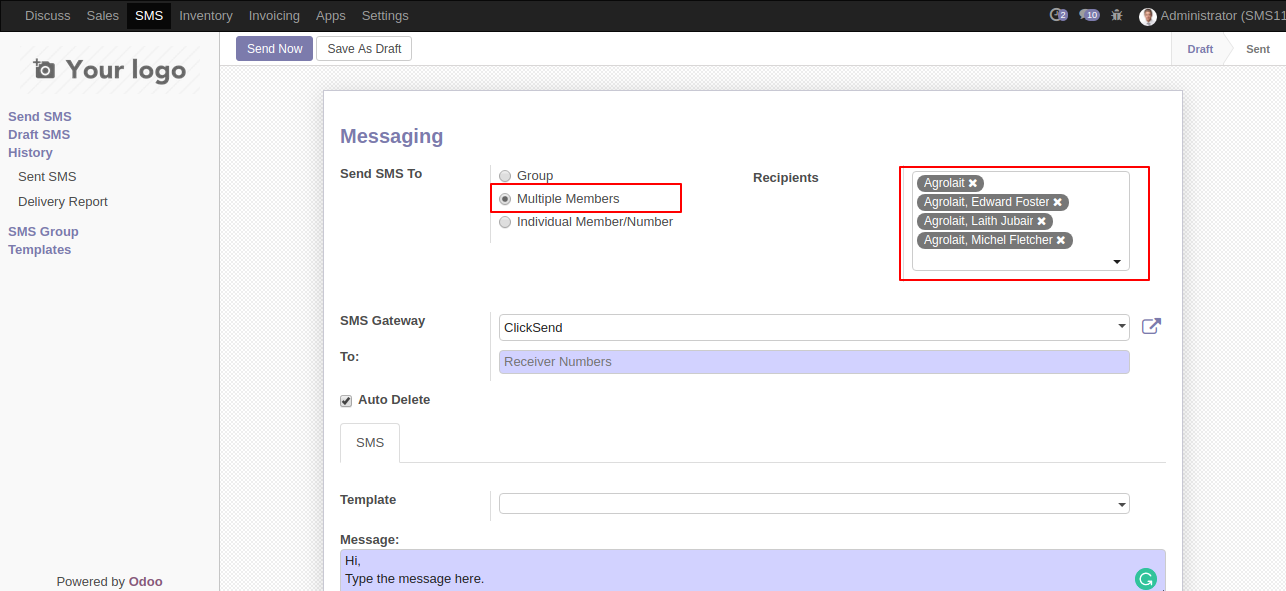 Discuss Sales SMS Inventory Invoicing Apps Settings 2 10 Administrator (SMS11
Your logo
Send SMS
Draft SMS
History
Sent SMS
Delivery Report
SMS Group
Templates
Powered by Odoo
Send Now Save As Draft Draft Sent
Messaging
Send SMS To
Group
Multiple Members
Individual Member/Number
Recipients
Agrolait ✖
Agrolait, Edward Foster ✖
Agrolait, Laith Jubair ✖
Agrolait, Michel Fletcher ✖
SMS Gateway ClickSend
To: Receiver Numbers
Auto Delete
SMS
Template
Message:
Hi,
Type the message here.